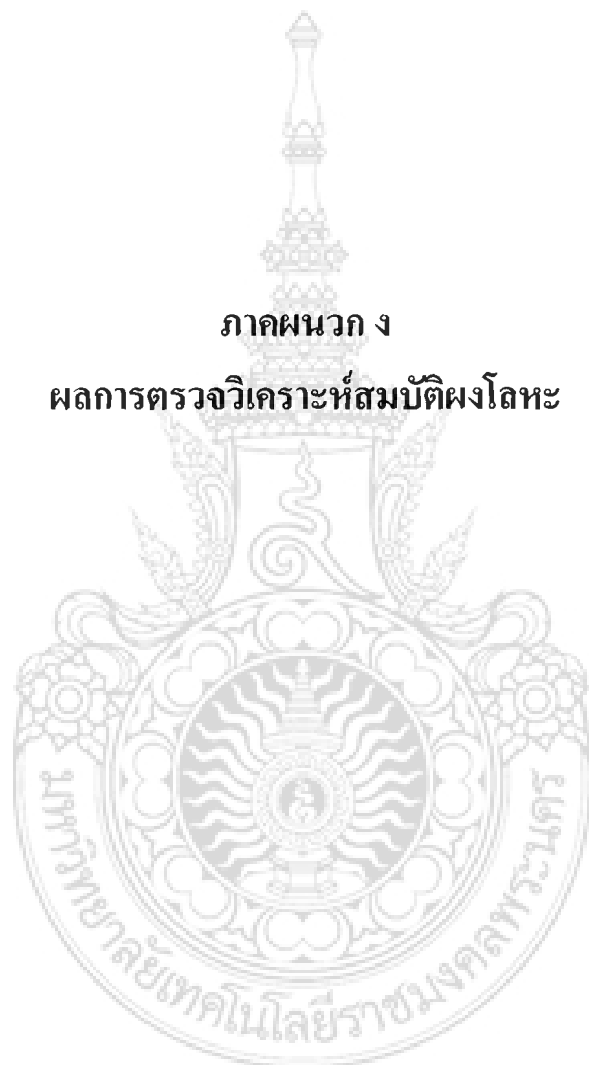 ภาคผนวก ง
ผลการตรวจวิเคราะห์สมบัติผงโลหะ
มหาวิทยาลัยเทคโนโลยีราชมงคลพระนคร